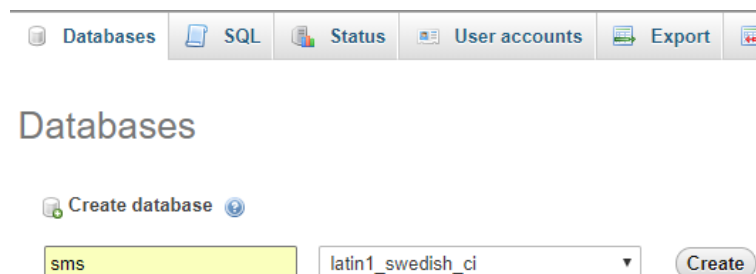 Databases SQL Status User accounts Export
Databases
Create database
sms latin1_swedish_ci Create